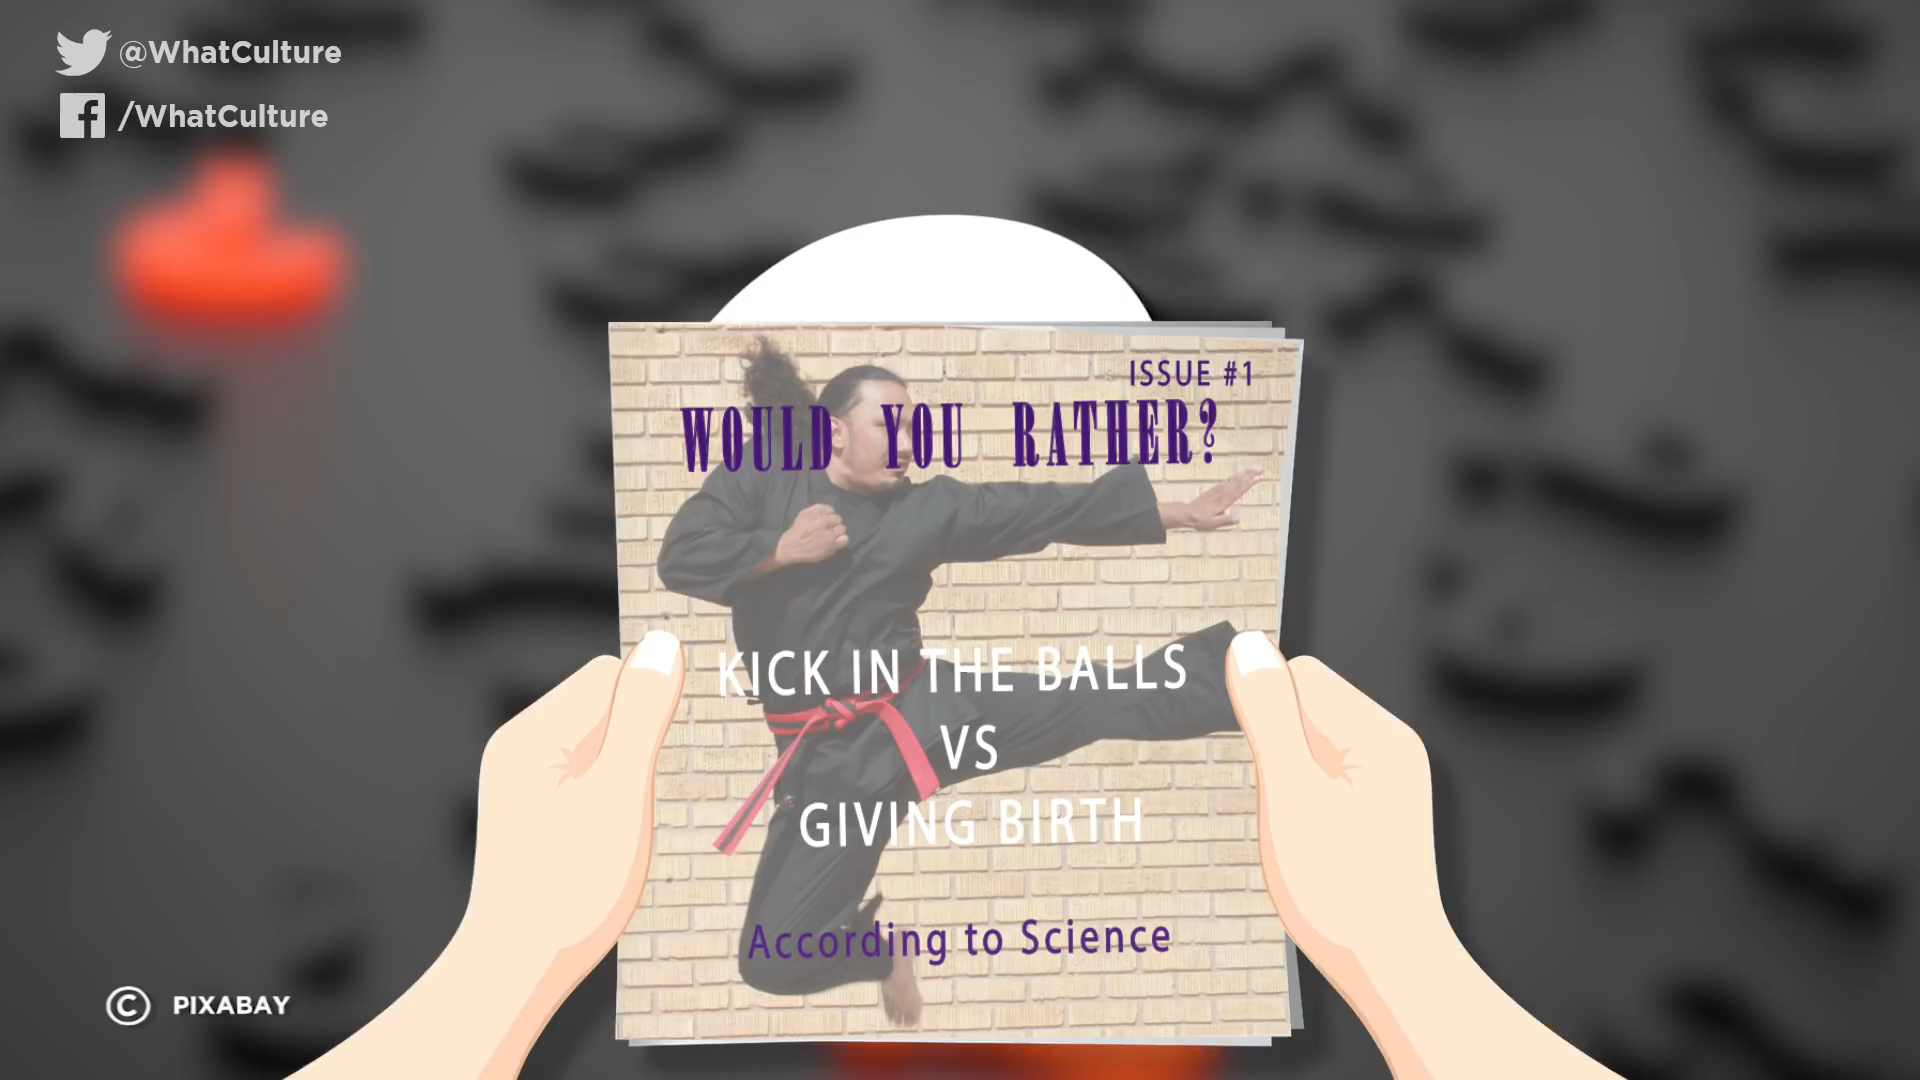 @WhatCulture
/WhatCulture
ISSUE #1
WOULD YOU RATHER?
KICK IN THE BALLS
VS
GIVING BIRTH
According to Science
© PIXABAY